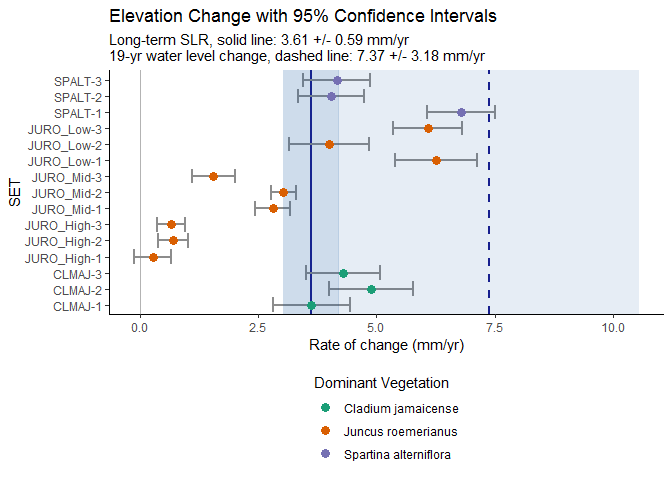 Elevation Change with 95% Confidence Intervals
Long-term SLR, solid line: 3.61 +/- 0.59 mm/yr
19-yr water level change, dashed line: 7.37 +/- 3.18 mm/yr
SET
SPALT-3
SPALT-2
SPALT-1
JURO_Low-3
JURO_Low-2
JURO_Low-1
JURO_Mid-3
JURO_Mid-2
JURO_Mid-1
JURO_High-3
JURO_High-2
JURO_High-1
CLMAJ-3
CLMAJ-2
CLMAJ-1
0.0 2.5 5.0 7.5 10.0
Rate of change (mm/yr)
Dominant Vegetation
Cladium jamaicense
Juncus roemerianus
Spartina alterniflora